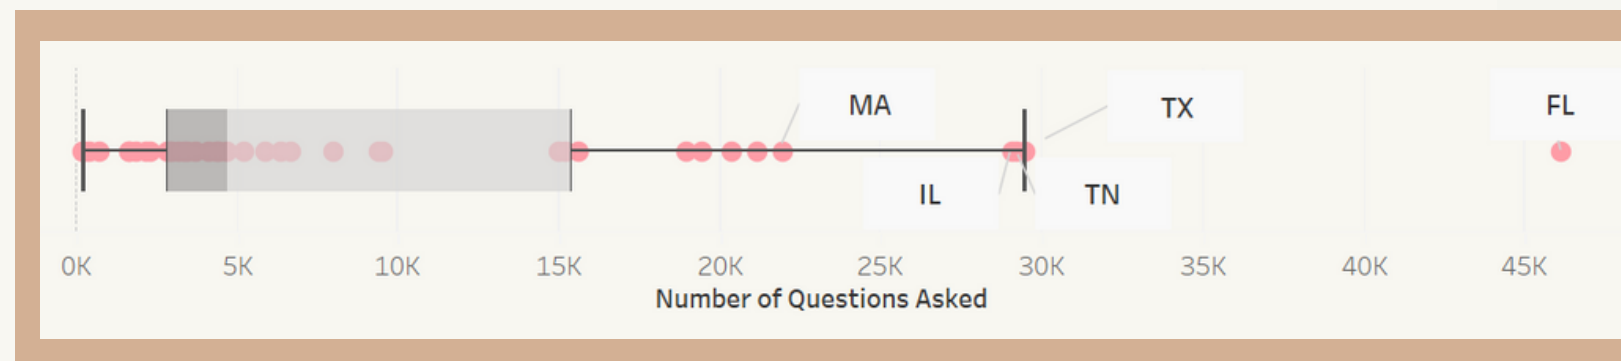 MA
TX
FL
IL
TN
0K 5K 10K 15K 20K 25K 30K 35K 40K 45K
Number of Questions Asked